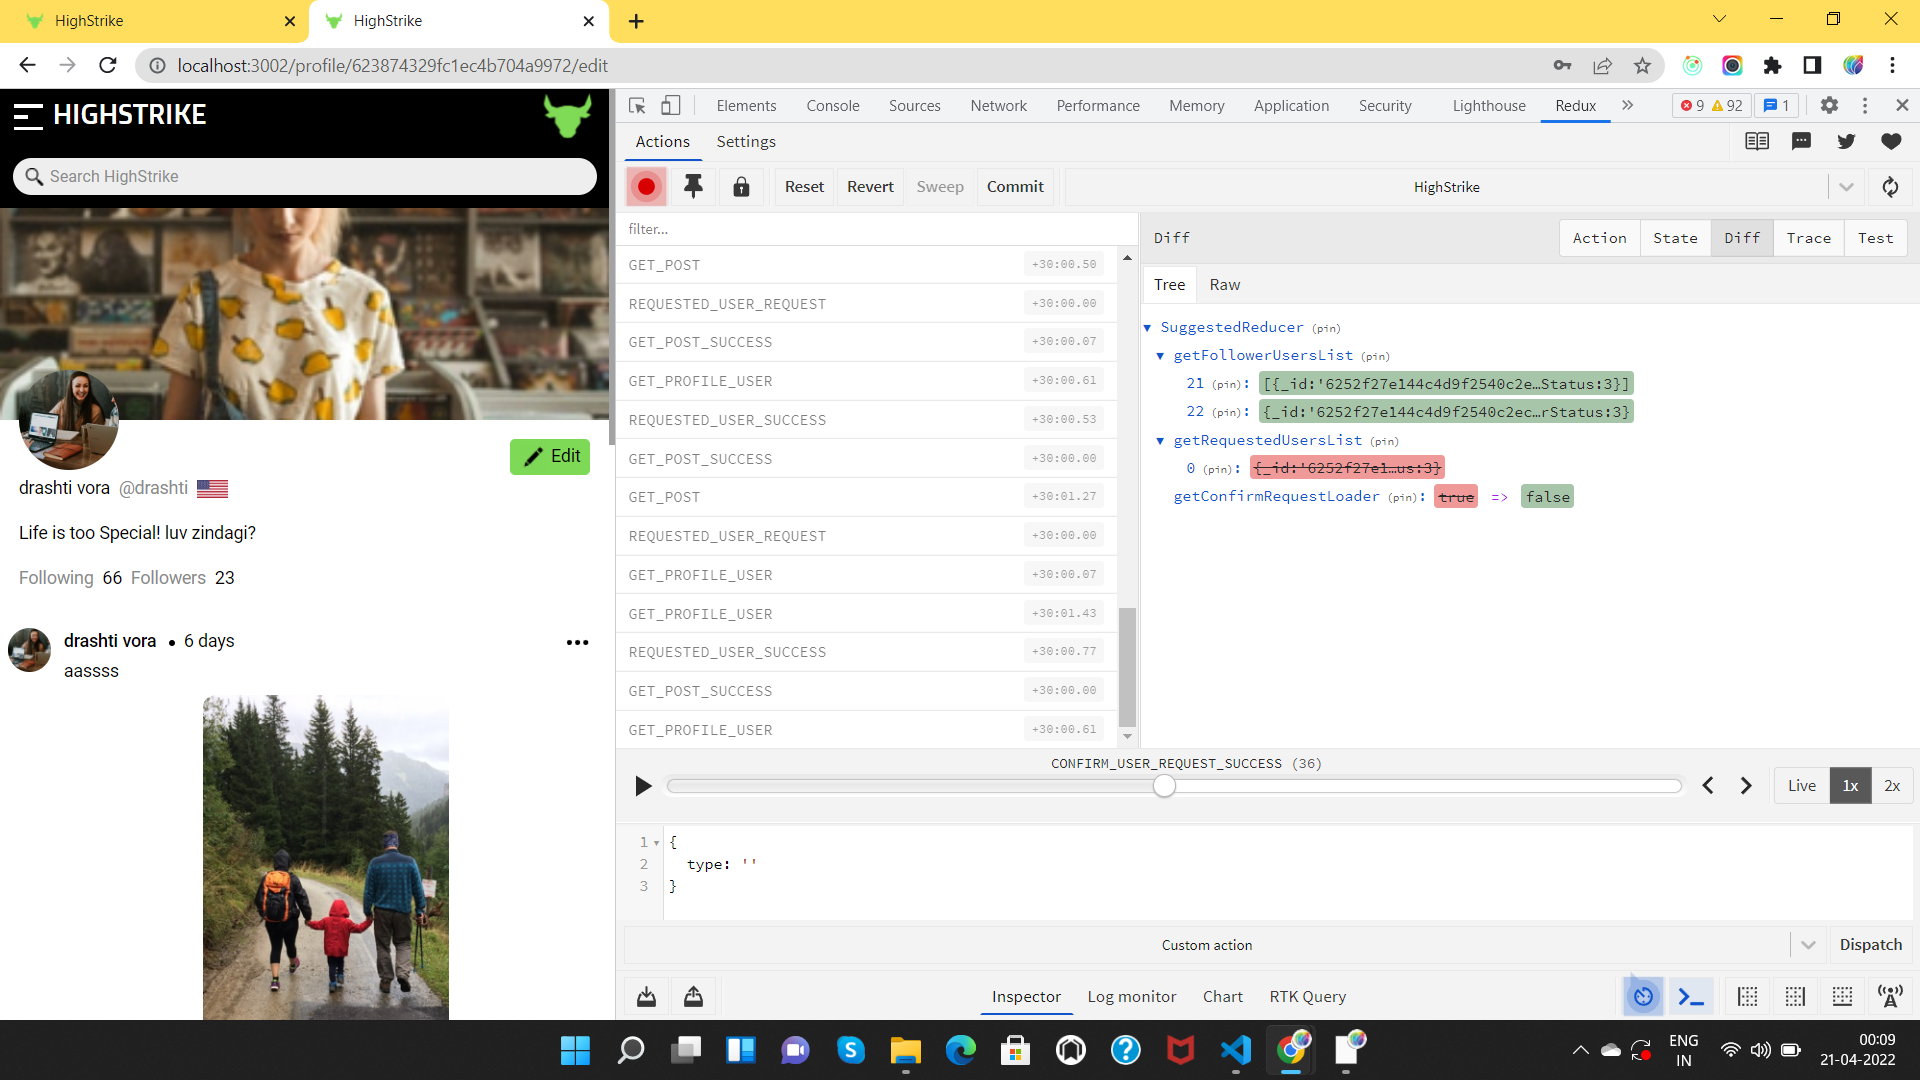 HighStrike
HighStrike
localhost:3002/profile/623874329fc1ec4b704a9972/edit
HIGHSTRIKE
Search HighStrike
Edit
drashti vora @drashti
Life is too Special! luv zindagi?
Following 66 Followers 23
drashti vora • 6 days
aassss
Elements Console Sources Network Performance Memory Application Security Lighthouse Redux » 9 92 1
Actions Settings
Reset Revert Sweep Commit HighStrike
filter...
GET_POST +30:00.50
REQUESTED_USER_REQUEST +30:00.00
GET_POST_SUCCESS +30:00.07
GET_PROFILE_USER +30:00.61
REQUESTED_USER_SUCCESS +30:00.53
GET_POST_SUCCESS +30:00.00
GET_POST +30:01.27
REQUESTED_USER_REQUEST +30:00.00
GET_PROFILE_USER +30:00.07
GET_PROFILE_USER +30:01.43
REQUESTED_USER_SUCCESS +30:00.77
GET_POST_SUCCESS +30:00.00
GET_PROFILE_USER +30:00.61
Diff Action State Diff Trace Test
Tree Raw
SuggestedReducer (pin)
getFollowerUsersList (pin)
21 (pin): [{_id:'6252f27e144c4d9f2540c2e…Status:3}]
22 (pin): {_id:'6252f27e144c4d9f2540c2ec…rStatus:3}
getRequestedUsersList (pin)
0 (pin): {_id:'6252f27e1…us:3}
getConfirmRequestLoader (pin): true => false
CONFIRM_USER_REQUEST_SUCCESS (36)
Live 1x 2x
1 {
2 type: ''
3 }
Custom action Dispatch
Inspector Log monitor Chart RTK Query
ENG
IN
00:09
21-04-2022